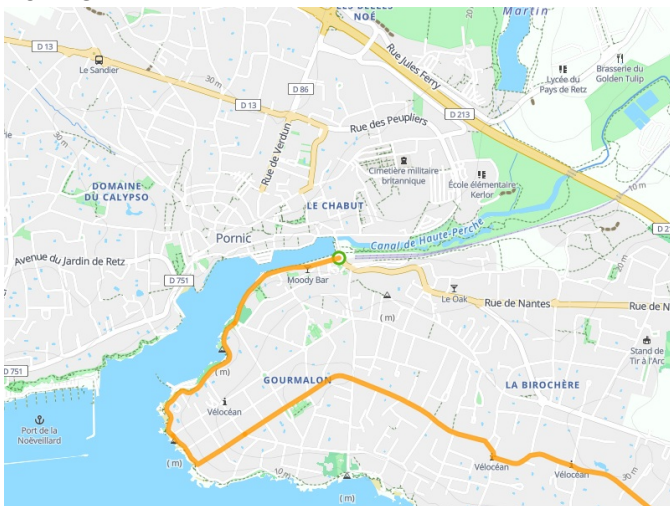 LES BELLES
NOË
Martin
D 13
Le Sandier
30 m
D 86
D 13
Rue Jules Ferry
Lycée du
Pays de Retz
Brasserie du
Golden Tulip
Rue des Peupliers
D 213
Rue de Verdun
30 m
Cimetière militaire
britannique
École élémentaire
Kerlor
10 m
DOMAINE
DU CALYPSO
LE CHABUT
Pornic
Canal de Haute-Perche
20 m
Avenue du Jardin de Retz
D 751
Moody Bar
Le Oak
Rue de Nantes
Rue de N
( m)
Stand de
Tir à l'Arc
D 751
( m)
GOURMALON
LA BIROCHÈRE
Vélocéan
Port de la
Noëveillard
( m)
10 m
Vélocéan
Vélocéan
30 m
( m)